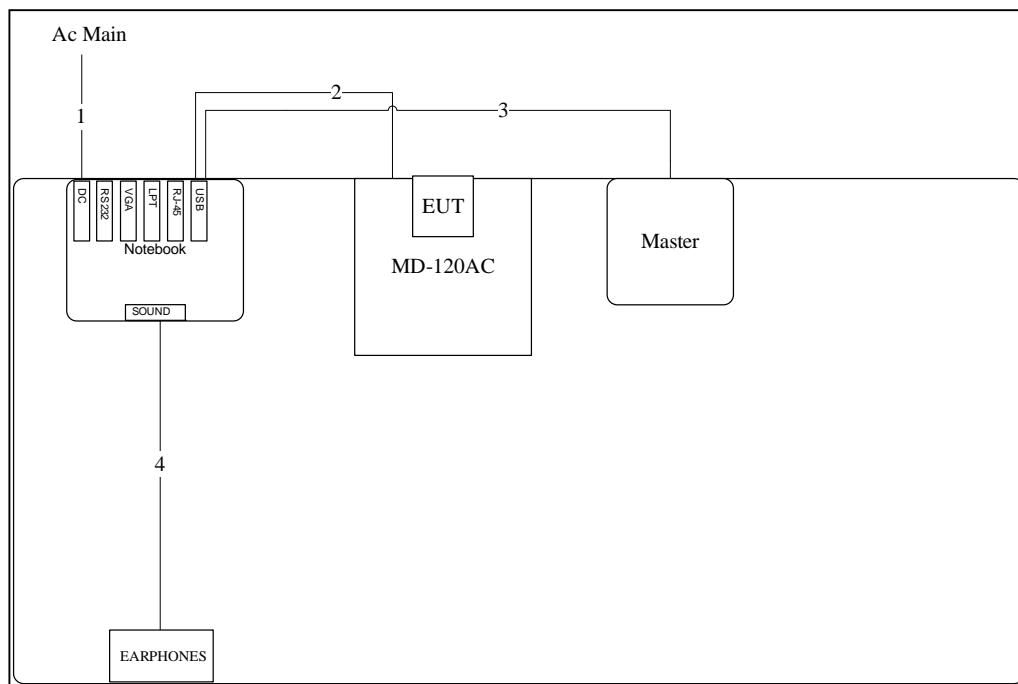 Ac Main
1
2
3
DC
RS232
VGA
LPT
RJ-45
USB
Notebook
SOUND
EUT
MD-120AC
Master
4
EARPHONES